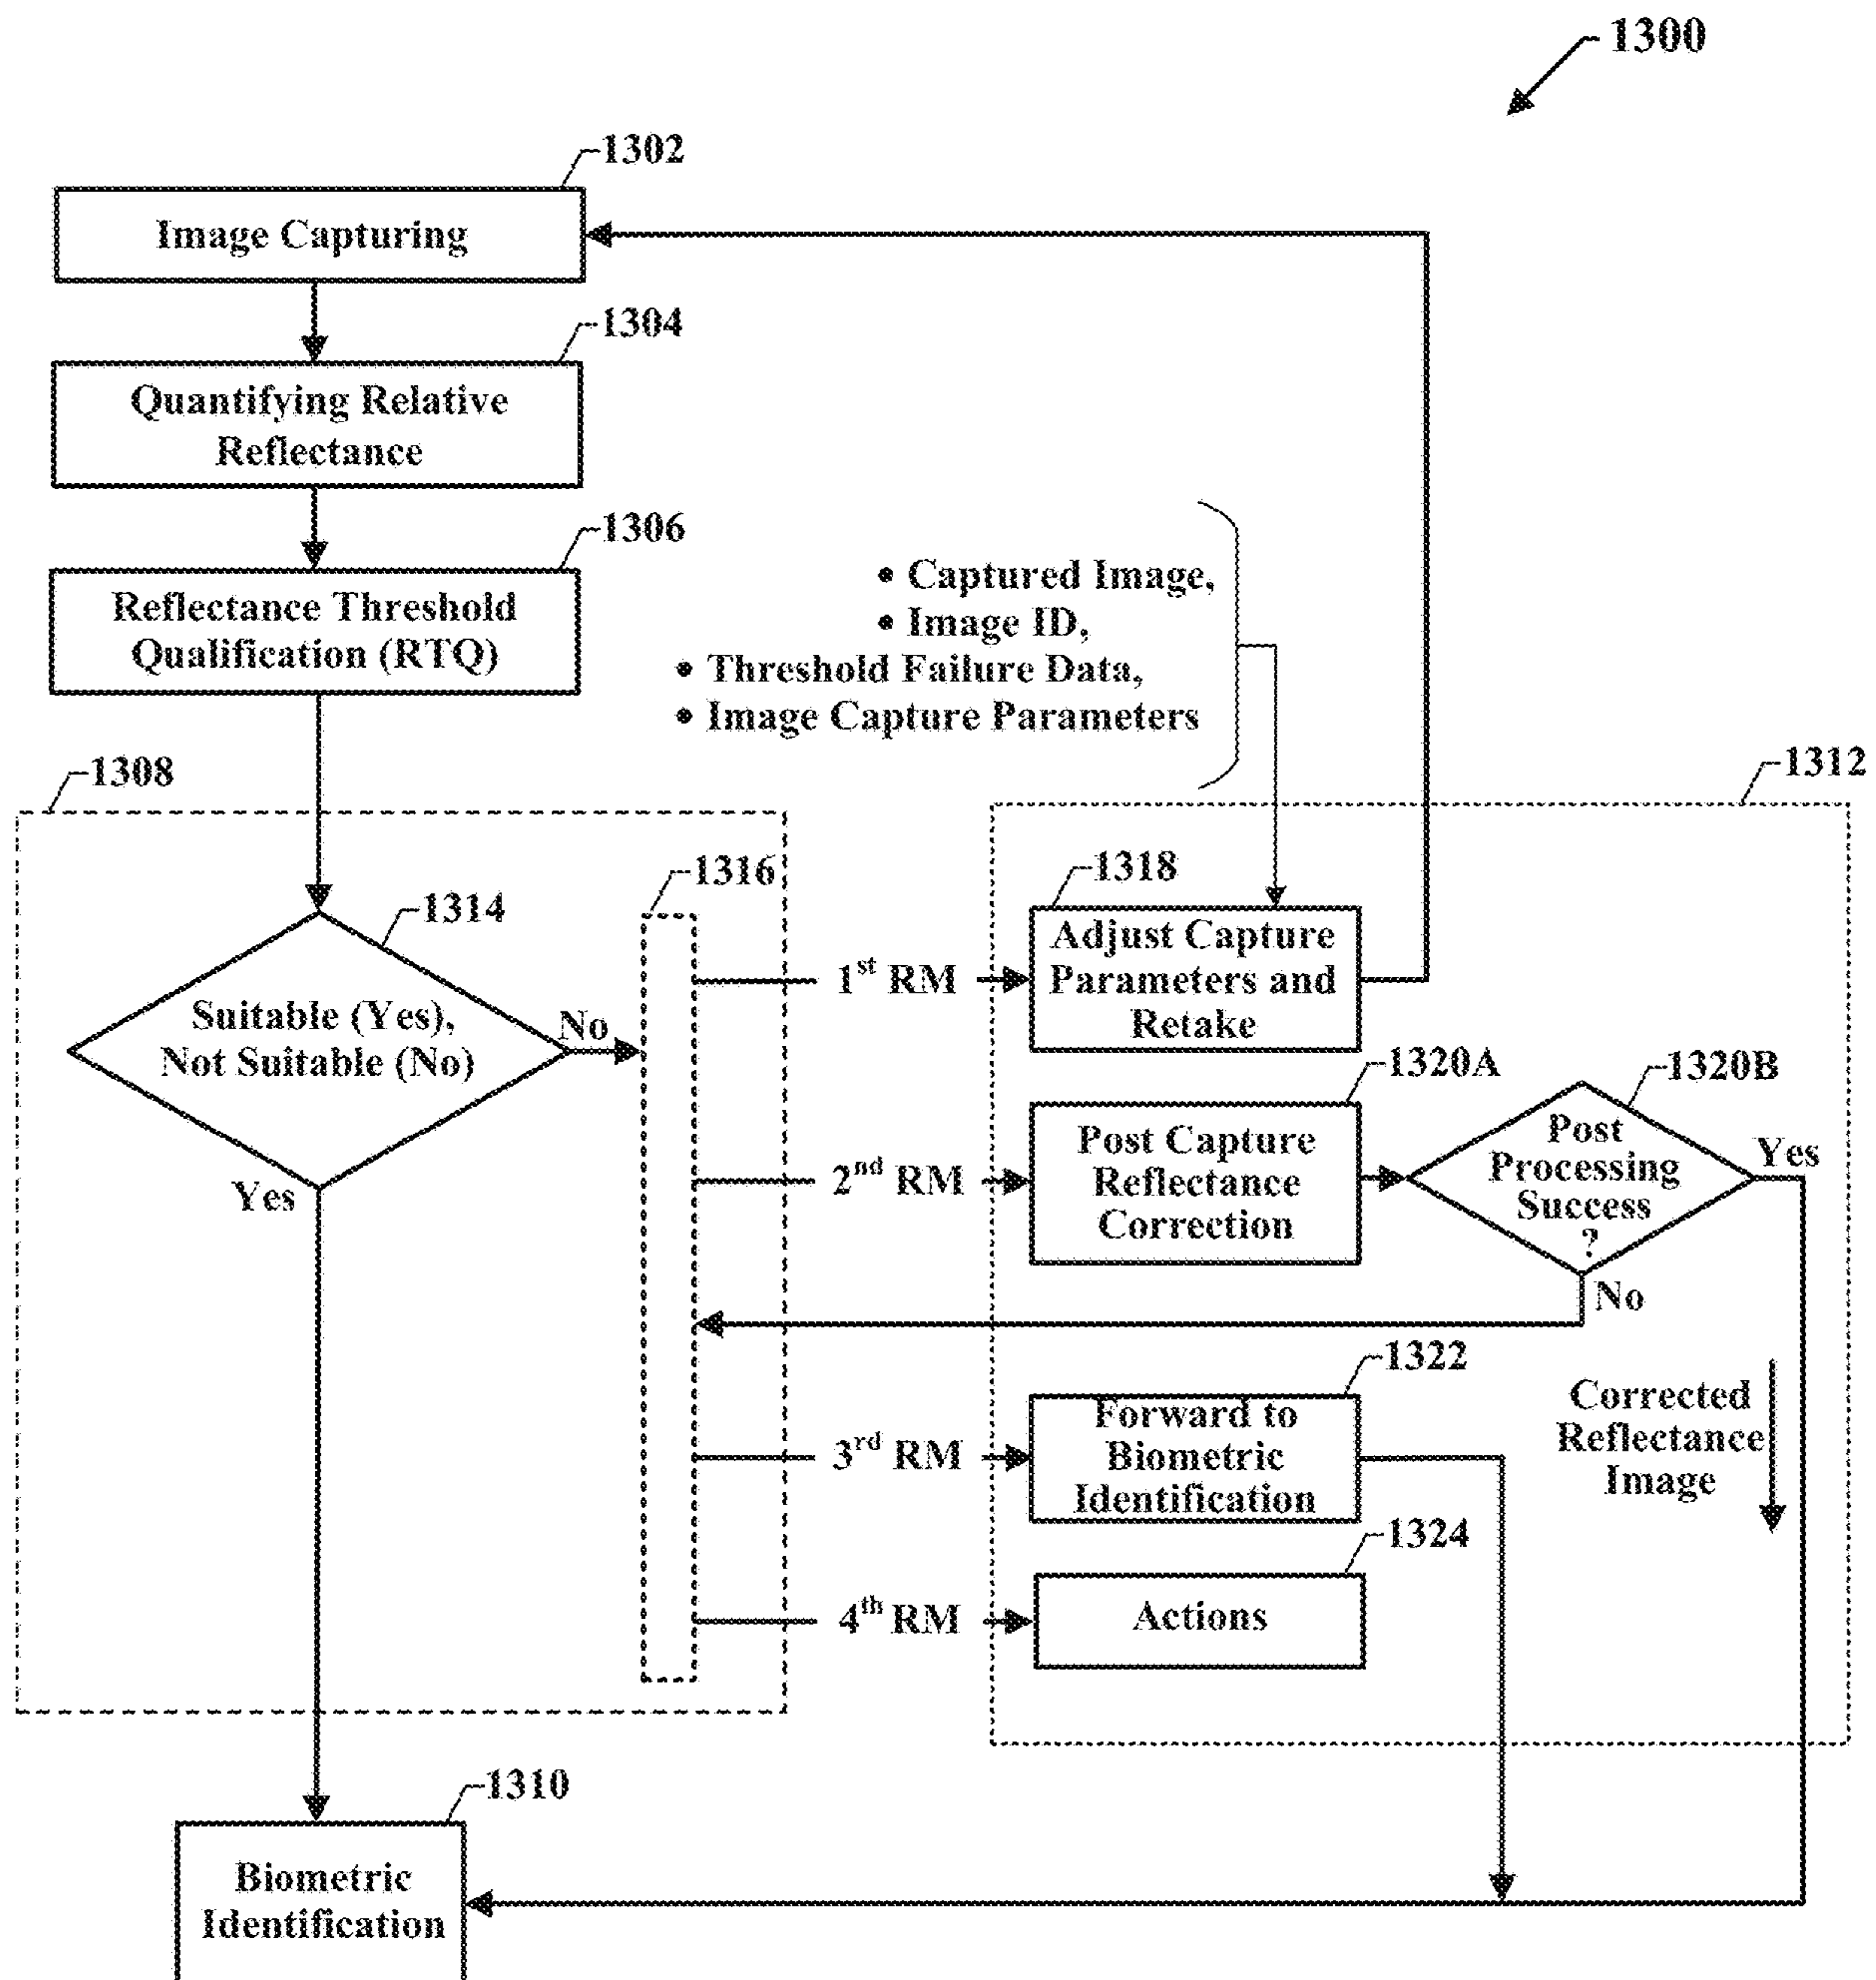 1300
1302
Image Capturing
1304
Quantifying Relative
Reflectance
1306
Reflectance Threshold
Qualification (RTQ)
• Captured Image,
• Image ID,
• Threshold Failure Data,
• Image Capture Parameters
1308
1312
1314
Suitable (Yes),
Not Suitable (No)
No
Yes
1316
1st RM
1318
Adjust Capture
Parameters and
Retake
2nd RM
1320A
Post Capture
Reflectance
Correction
1320B
Post
Processing
Success
?
Yes
No
3rd RM
1322
Forward to
Biometric
Identification
Corrected
Reflectance
Image
4th RM
1324
Actions
1310
Biometric
Identification